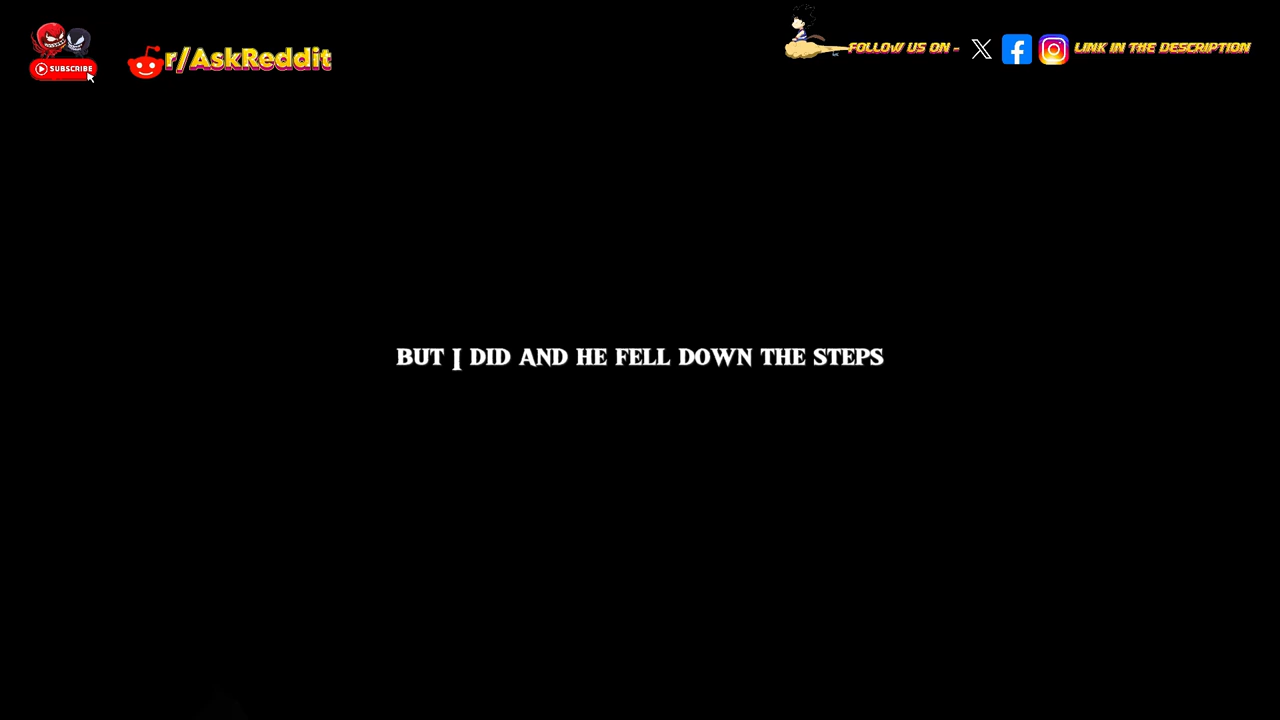 SUBSCRIBE
r/AskReddit
FOLLOW US ON -
LINK IN THE DESCRIPTION
BUT I DID AND HE FELL DOWN THE STEPS